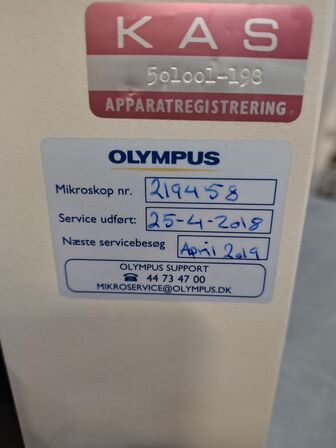 KAS
501001-198
APPARATREGISTRERING
OLYMPUS
Mikroskop nr. 219458
Service udført: 25-4-2018
Næste servicebesøg April 2019
OLYMPUS SUPPORT
☎ 44 73 47 00
MIKROSERVICE@OLYMPUS.DK